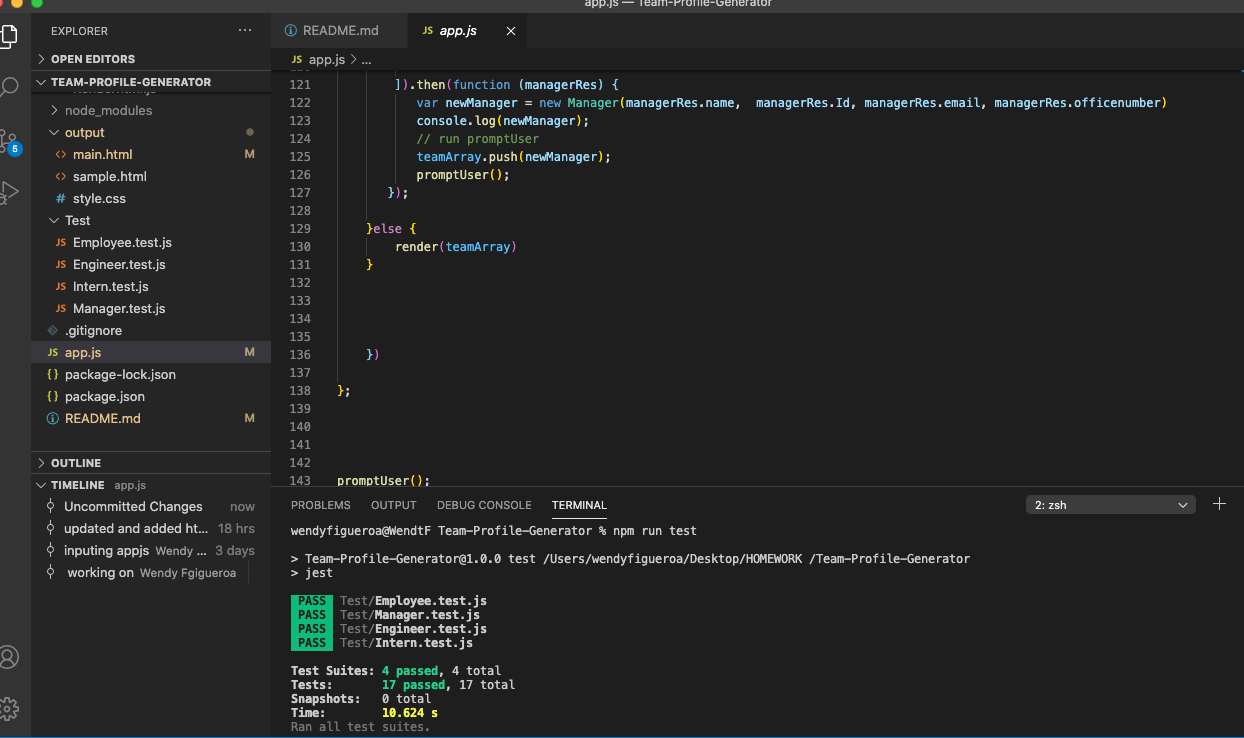 app.js — Team-Profile-Generator
EXPLORER
README.md
JS app.js
OPEN EDITORS
JS app.js > ...
TEAM-PROFILE-GENERATOR
node_modules
output
<> main.html M
<> sample.html
# style.css
Test
JS Employee.test.js
JS Engineer.test.js
JS Intern.test.js
JS Manager.test.js
.gitignore
JS app.js M
{} package-lock.json
{} package.json
README.md M
5
OUTLINE
TIMELINE app.js
Uncommitted Changes now
updated and added ht... 18 hrs
inputing appjs Wendy ... 3 days
working on Wendy Fgigueroa
121 ]).then(function (managerRes) {
122 var newManager = new Manager(managerRes.name,  managerRes.Id, managerRes.email, managerRes.officenumber)
123 console.log(newManager);
124 // run promptUser
125 teamArray.push(newManager);
126 promptUser();
127 });
128
129 }else {
130 render(teamArray)
131 }
132
133
134
135
136 })
137
138 };
139
140
141
142
143 promptUser();
PROBLEMS OUTPUT DEBUG CONSOLE TERMINAL 2: zsh
wendyfigueroa@WendtF Team-Profile-Generator % npm run test
> Team-Profile-Generator@1.0.0 test /Users/wendyfigueroa/Desktop/HOMEWORK /Team-Profile-Generator
> jest
PASS Test/Employee.test.js
PASS Test/Manager.test.js
PASS Test/Engineer.test.js
PASS Test/Intern.test.js
Test Suites: 4 passed, 4 total
Tests: 17 passed, 17 total
Snapshots: 0 total
Time: 10.624 s
Ran all test suites.